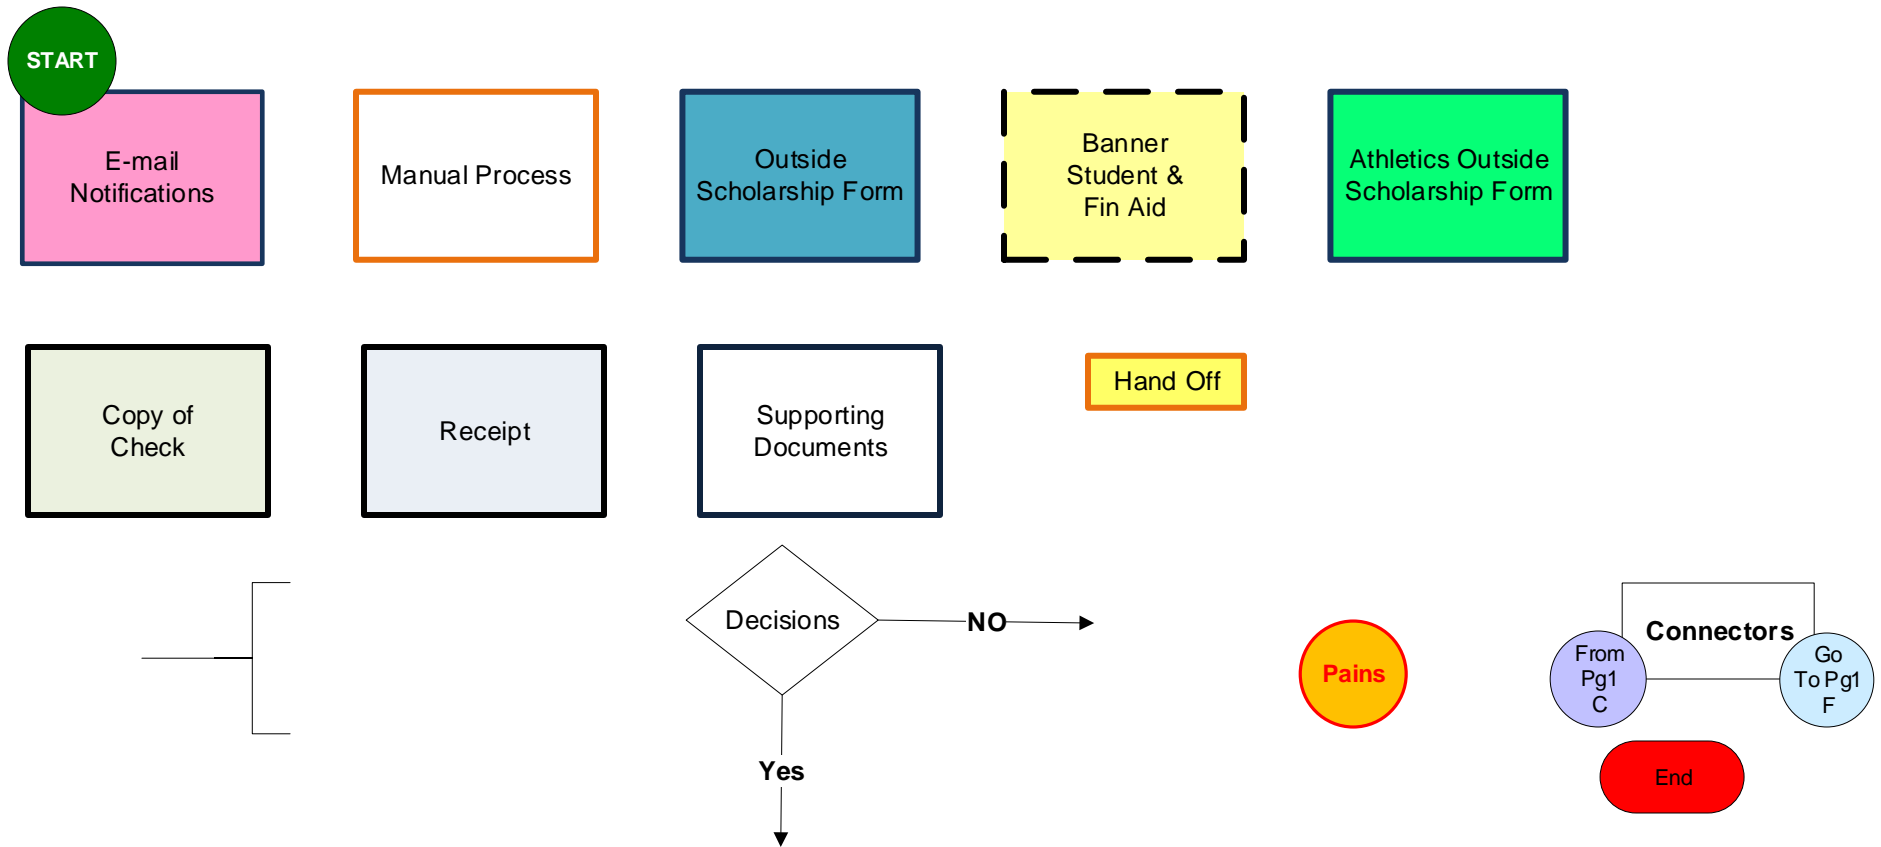 START
E-mail
Notifications
Manual Process
Outside
Scholarship Form
Banner
Student &
Fin Aid
Athletics Outside
Scholarship Form
Copy of
Check
Receipt
Supporting
Documents
Hand Off
Decisions
NO
Yes
Pains
Connectors
From
Pg1
C
Go
To Pg1
F
End